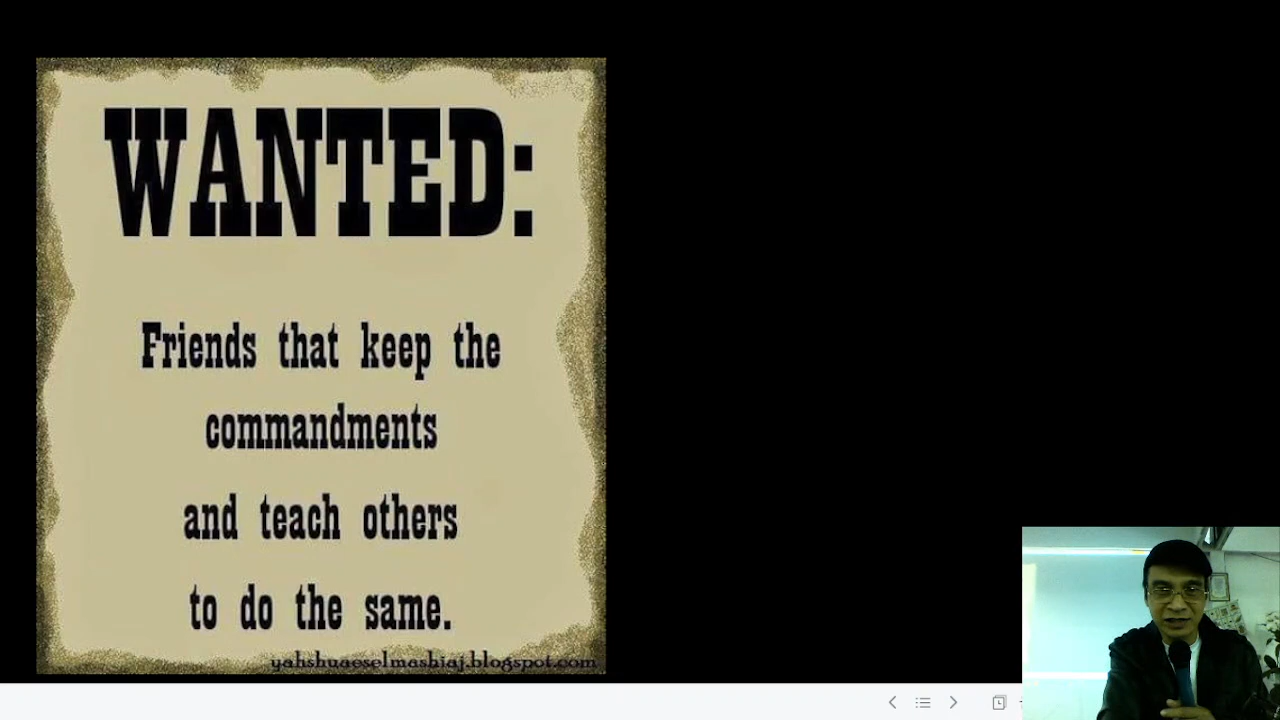 WANTED:
Friends that keep the
commandments
and teach others
to do the same.
yahshuaeselmashiaj.blogspot.com